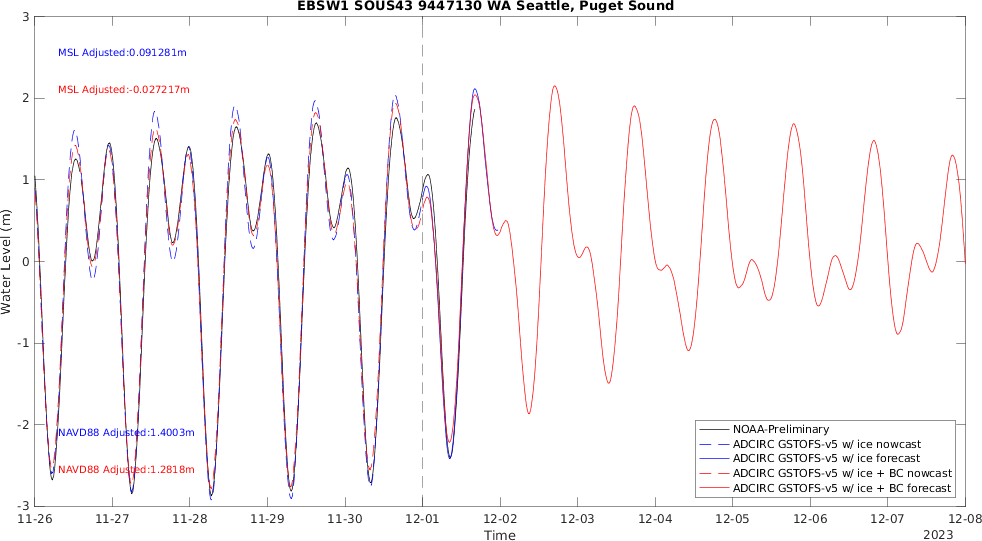 EBSW1 SOUS43 9447130 WA Seattle, Puget Sound
3
2
1
0
-1
-2
-3
Water Level (m)
MSL Adjusted:0.091281m
MSL Adjusted:-0.027217m
NAVD88 Adjusted:1.4003m
NAVD88 Adjusted:1.2818m
NOAA-Preliminary
ADCIRC GSTOFS-v5 w/ ice nowcast
ADCIRC GSTOFS-v5 w/ ice forecast
ADCIRC GSTOFS-v5 w/ ice + BC nowcast
ADCIRC GSTOFS-v5 w/ ice + BC forecast
11-26 11-27 11-28 11-29 11-30 12-01 12-02 12-03 12-04 12-05 12-06 12-07 12-08
Time
2023